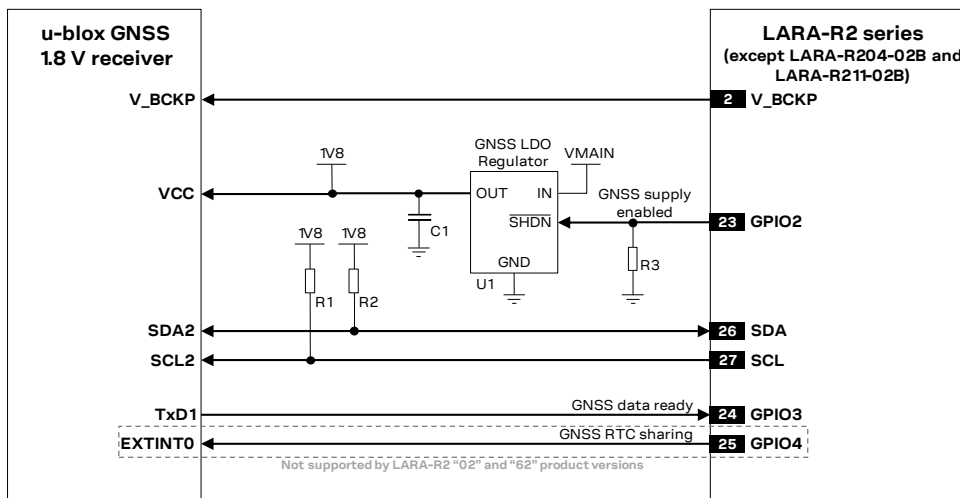 u-blox GNSS
1.8 V receiver
LARA-R2 series
(except LARA-R204-02B and
LARA-R211-02B)
V_BCKP
2 V_BCKP
GNSS LDO
Regulator
VMAIN
1V8
VCC
OUT
IN
GNSS supply
enabled
SHDN
23 GPIO2
C1
1V8
1V8
GND
R3
U1
R1
R2
SDA2
26 SDA
SCL2
27 SCL
TxD1
GNSS data ready
24 GPIO3
EXTINT0
GNSS RTC sharing
25 GPIO4
Not supported by LARA-R2 “02” and “62” product versions